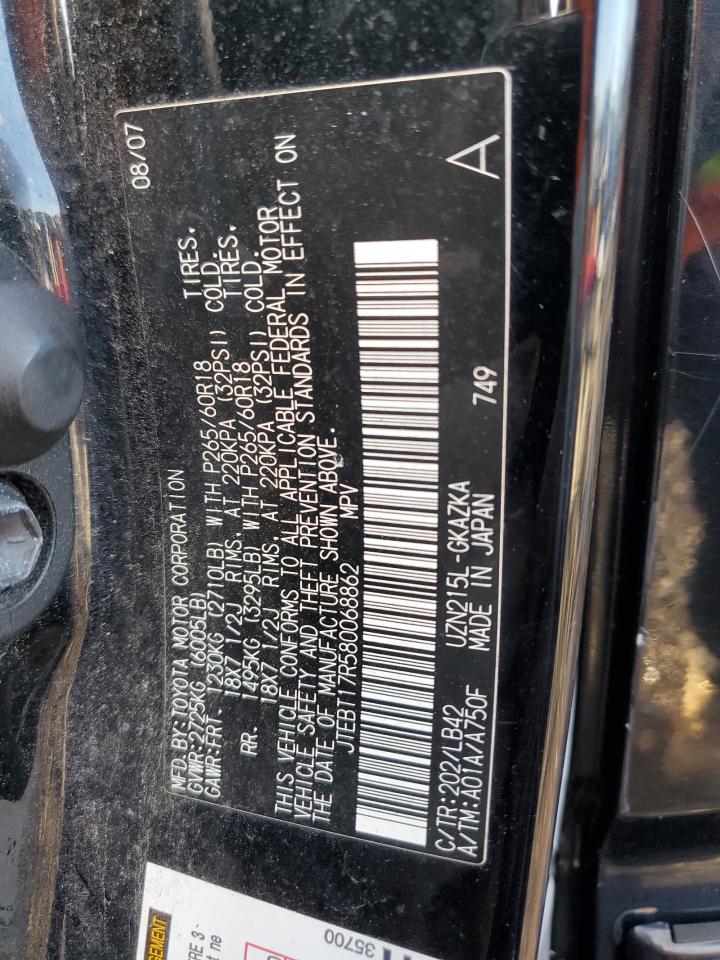 MFD. BY: TOYOTA MOTOR CORPORATION 08/07
GVWR: 2725KG (6005LB)
GAWR: FRT. 1230KG (2710LB) WITH P265/60R18 TIRES.
18X7 1/2J RIMS. AT 220KPA (32PSI) COLD.
RR. 1495KG (3295LB) WITH P265/60R18 TIRES.
18X7 1/2J RIMS. AT 220KPA (32PSI) COLD.
THIS VEHICLE CONFORMS TO ALL APPLICABLE FEDERAL MOTOR
VEHICLE SAFETY AND THEFT PREVENTION STANDARDS IN EFFECT ON
THE DATE OF MANUFACTURE SHOWN ABOVE.
JTEBT17R580068862 MPV
A
C/TR: 202/LB42 UZN215L-GKAZKA 749
A/TM: A01A/A750F MADE IN JAPAN
35700